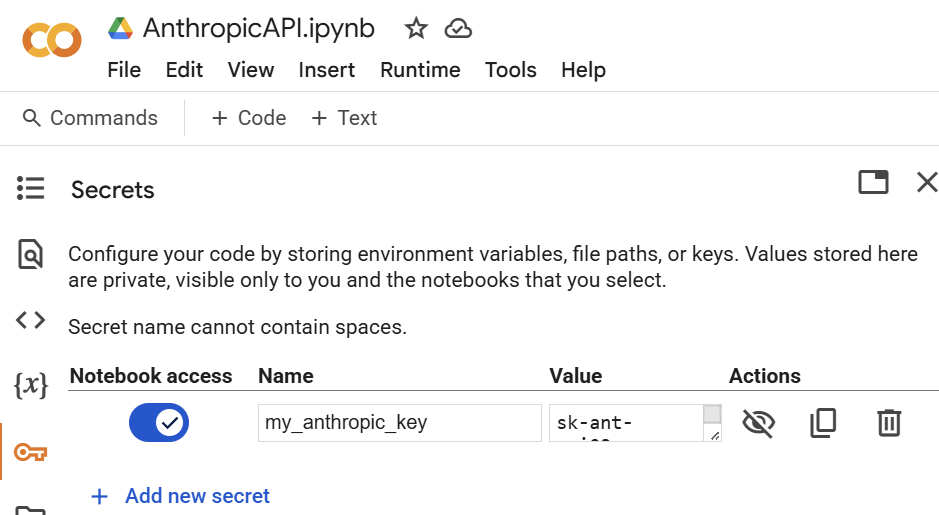 AnthropicAPI.ipynb
File Edit View Insert Runtime Tools Help
Commands + Code + Text
Secrets
Configure your code by storing environment variables, file paths, or keys. Values stored here
are private, visible only to you and the notebooks that you select.
Secret name cannot contain spaces.
Notebook access Name Value Actions
my_anthropic_key sk-ant-
+ Add new secret